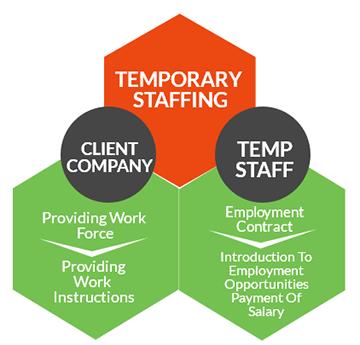 TEMPORARY
STAFFING
CLIENT
COMPANY
TEMP
STAFF
Providing Work
Force
Providing
Work
Instructions
Employment
Contract
Introduction To
Employment
Opportunities
Payment Of
Salary